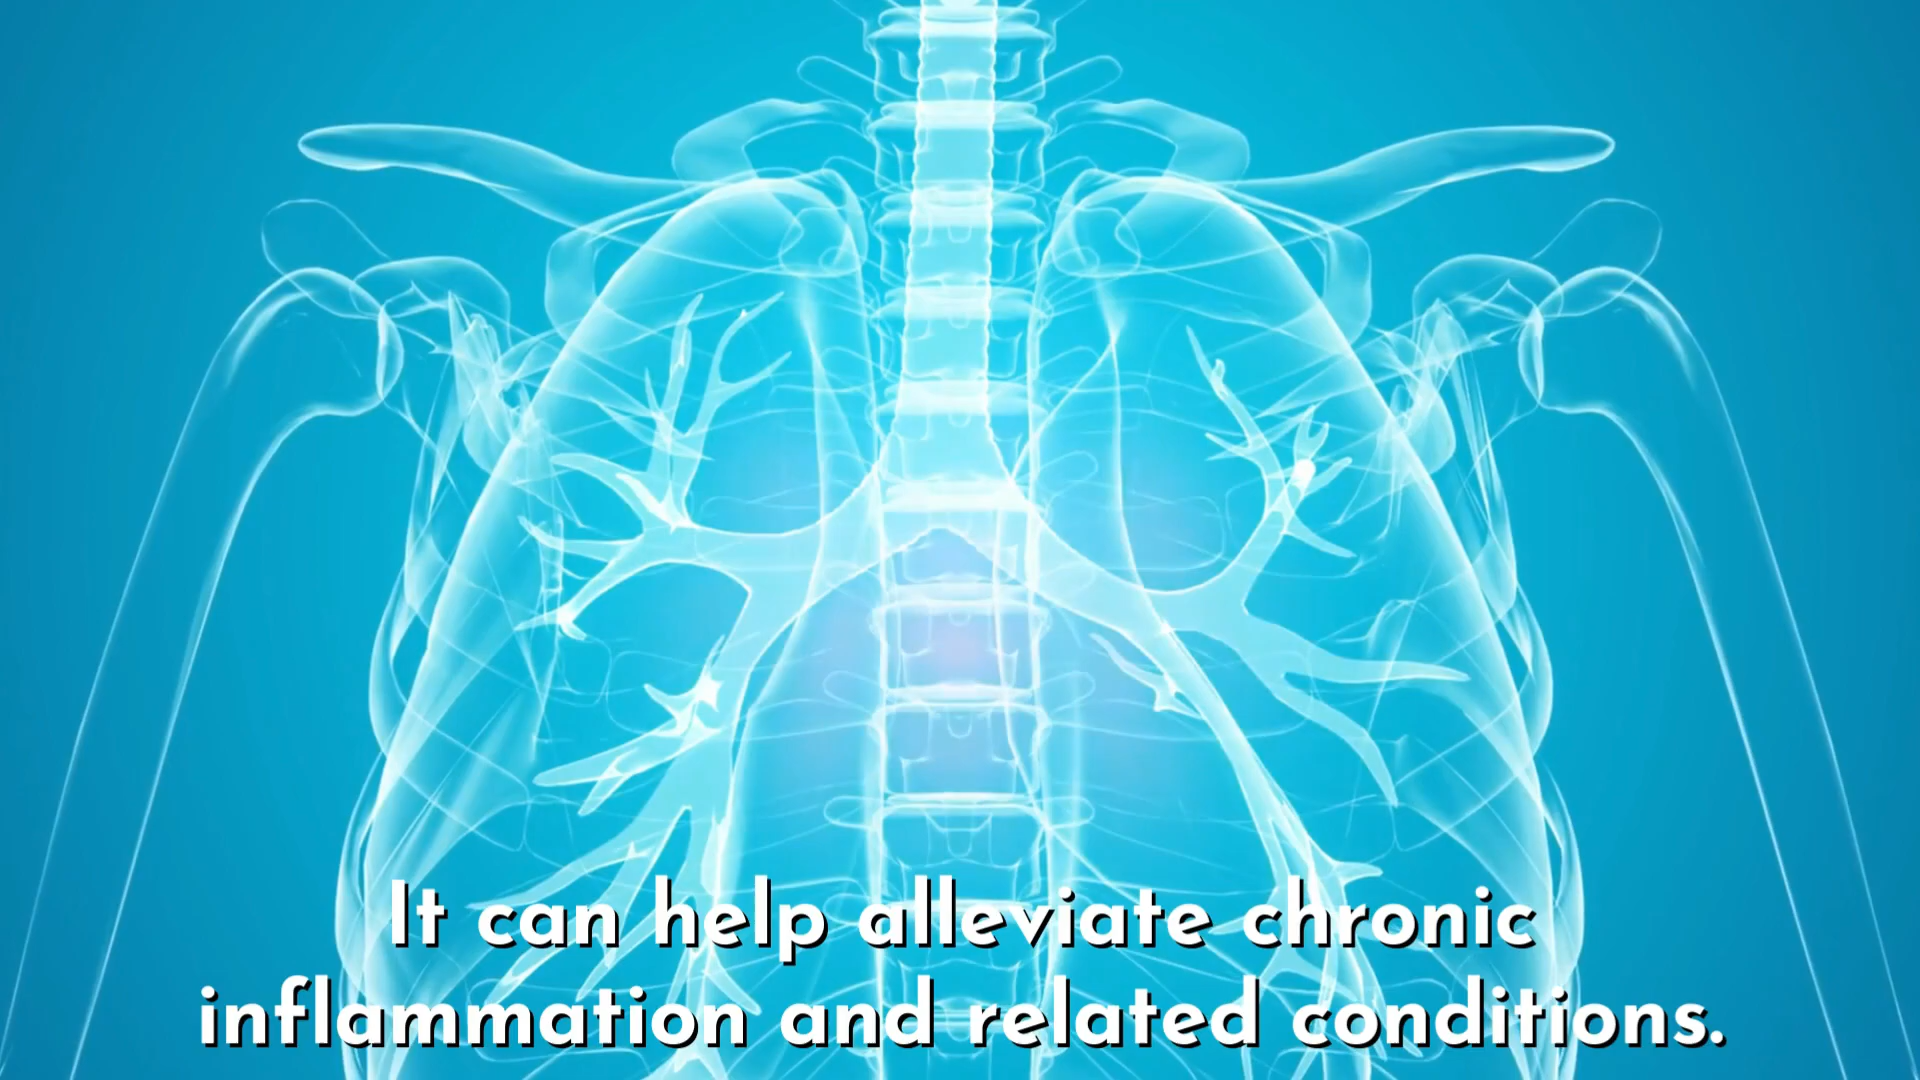 It can help alleviate chronic
inflammation and related conditions.